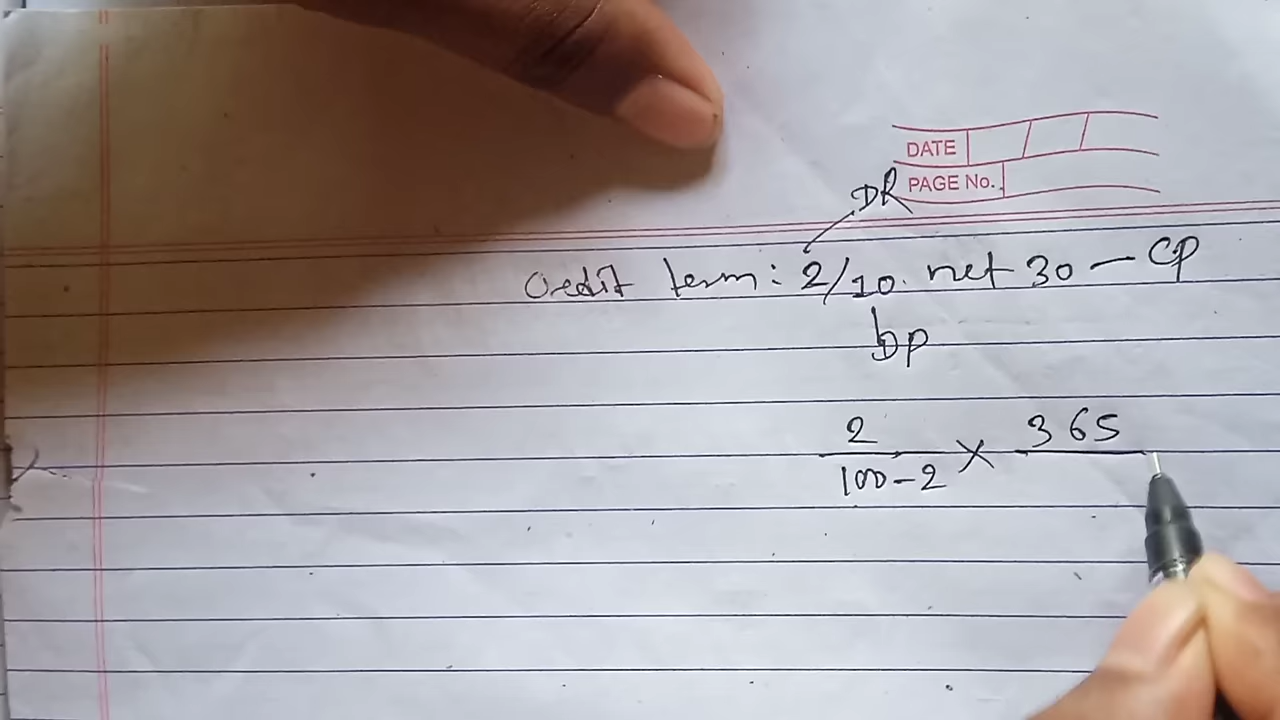 DATE
PAGE No.
DR
Credit term: 2/10. net 30 - CP
DP
2 / 100-2 × 365